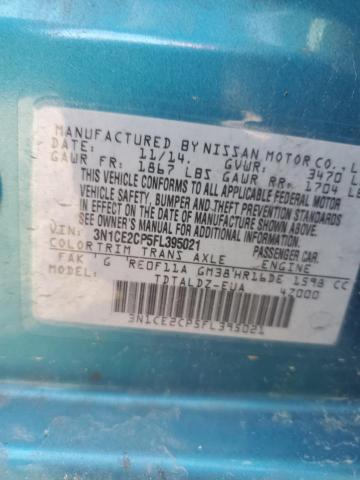 MANUFACTURED BY NISSAN MOTOR CO. L
DATE: 11/14. GVWR: 3470
GAWR FR: 1867 LBS GAWR RR: 1704 LB
THIS VEHICLE CONFORMS TO ALL APPLICABLE FEDERAL MOTOR
VEHICLE SAFETY, BUMPER AND THEFT PREVENTION STANDARDS
IN EFFECT ON THE DATE OF MANUFACTURE SHOWN ABOVE.
SEE OWNER'S MANUAL FOR ADDITIONAL INFORMATION.
3N1CE2CP5FL395021 PASSENGER CAR.
COLOR TRIM TRANS AXLE ENGINE
FAK G RE0F11A GM38 HR16DE 1598 CC
MODEL: TDTALDZ-EUA 47000
3N1CE2CP5FL395021